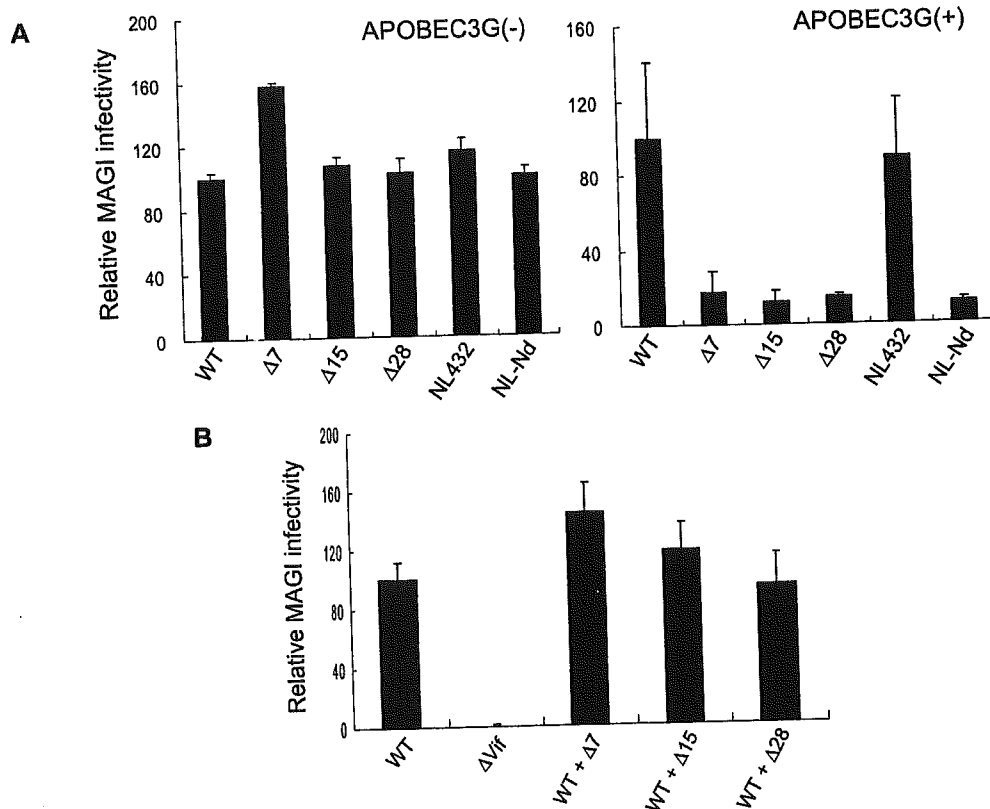 A
APOBEC3G(-)
Relative MAGI infectivity
200
160
120
80
40
0
WT
Δ7
Δ15
Δ28
NL432
NL-Nd
APOBEC3G(+)
160
120
80
40
0
WT
Δ7
Δ15
Δ28
NL432
NL-Nd
B
Relative MAGI infectivity
200
160
120
80
40
0
WT
ΔVif
WT + Δ7
WT + Δ15
WT + Δ28